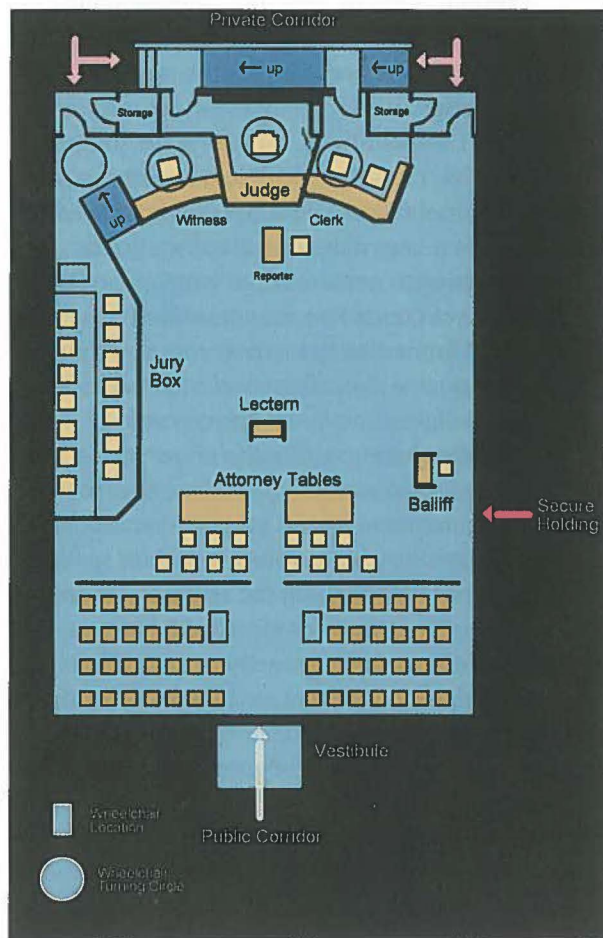 Private Corridor
up
up
Storage
Storage
up
Judge
Witness
Clerk
Reporter
Jury
Box
Lectern
Attorney Tables
Bailiff
Secure
Holding
Vestibule
Wheelchair
Location
Public Corridor
Wheelchair
Turning Circle